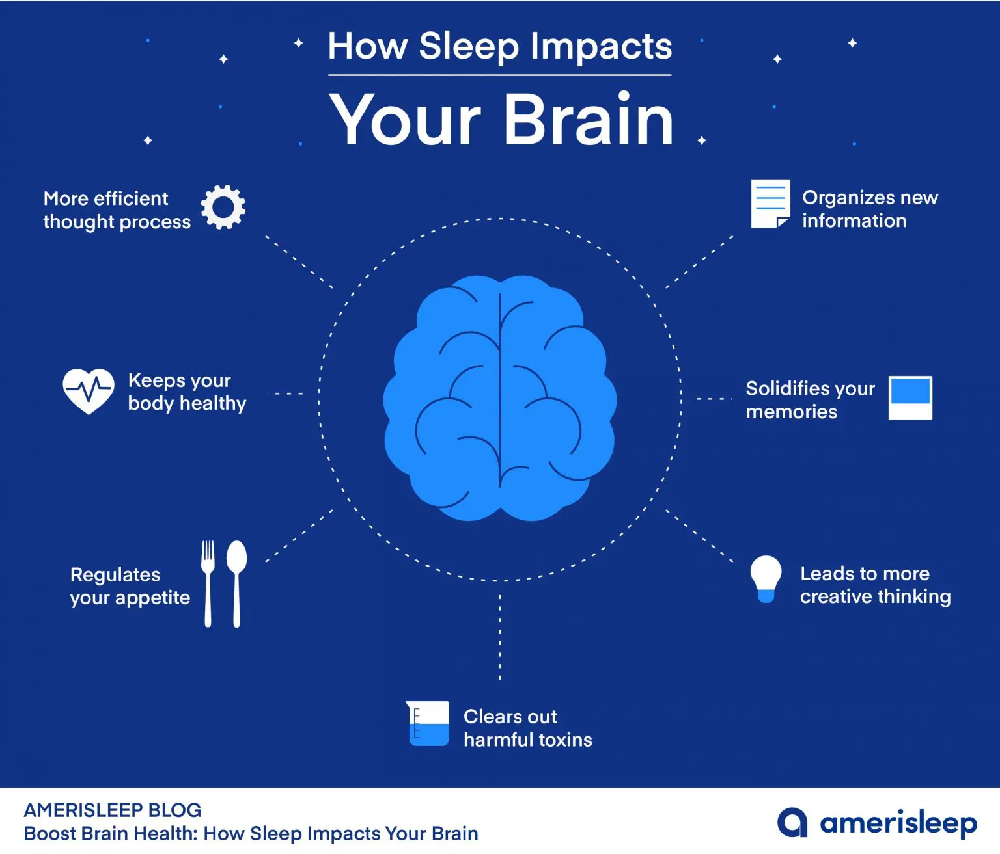 How Sleep Impacts
Your Brain
More efficient
thought process
Organizes new
information
Keeps your
body healthy
Solidifies your
memories
Regulates
your appetite
Leads to more
creative thinking
Clears out
harmful toxins
AMERISLEEP BLOG
Boost Brain Health: How Sleep Impacts Your Brain
amerisleep